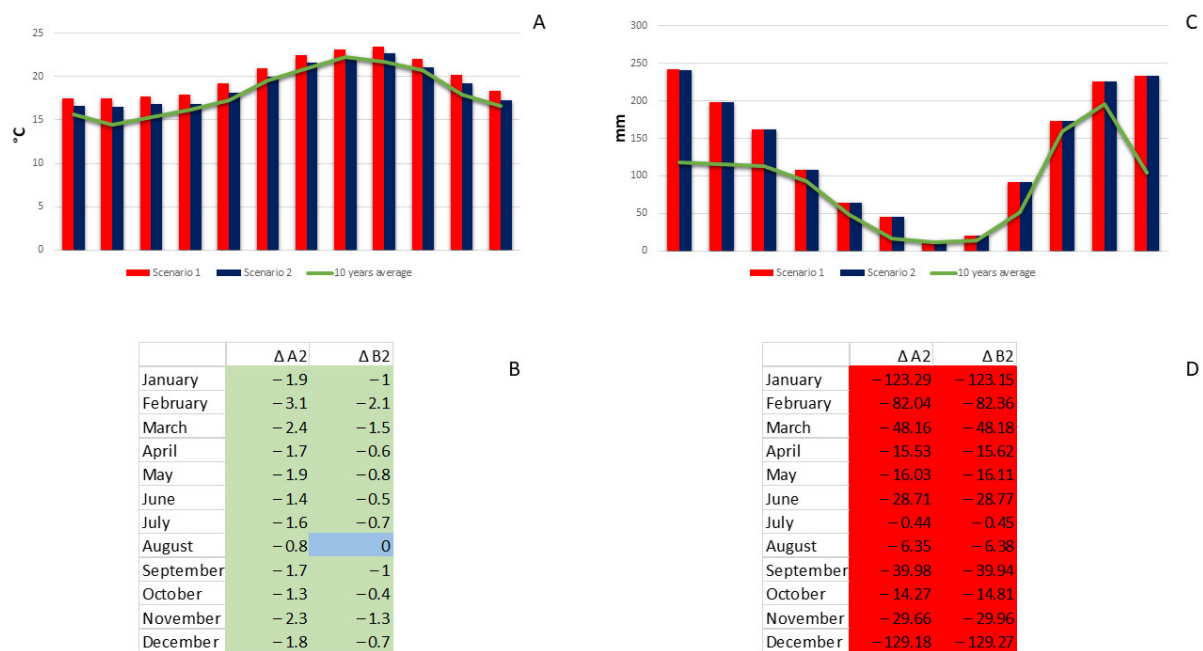 A
25
20
15
10
5
0
°C
Scenario 1 Scenario 2 10 years average
C
300
250
200
150
100
50
0
mm
Scenario 1 Scenario 2 10 years average
B
Δ A2 Δ B2
January −1.9 −1
February −3.1 −2.1
March −2.4 −1.5
April −1.7 −0.6
May −1.9 −0.8
June −1.4 −0.5
July −1.6 −0.7
August −0.8 0
September −1.7 −1
October −1.3 −0.4
November −2.3 −1.3
December −1.8 −0.7
D
Δ A2 Δ B2
January −123.29 −123.15
February −82.04 −82.36
March −48.16 −48.18
April −15.53 −15.62
May −16.03 −16.11
June −28.71 −28.77
July −0.44 −0.45
August −6.35 −6.38
September −39.98 −39.94
October −14.27 −14.81
November −29.66 −29.96
December −129.18 −129.27